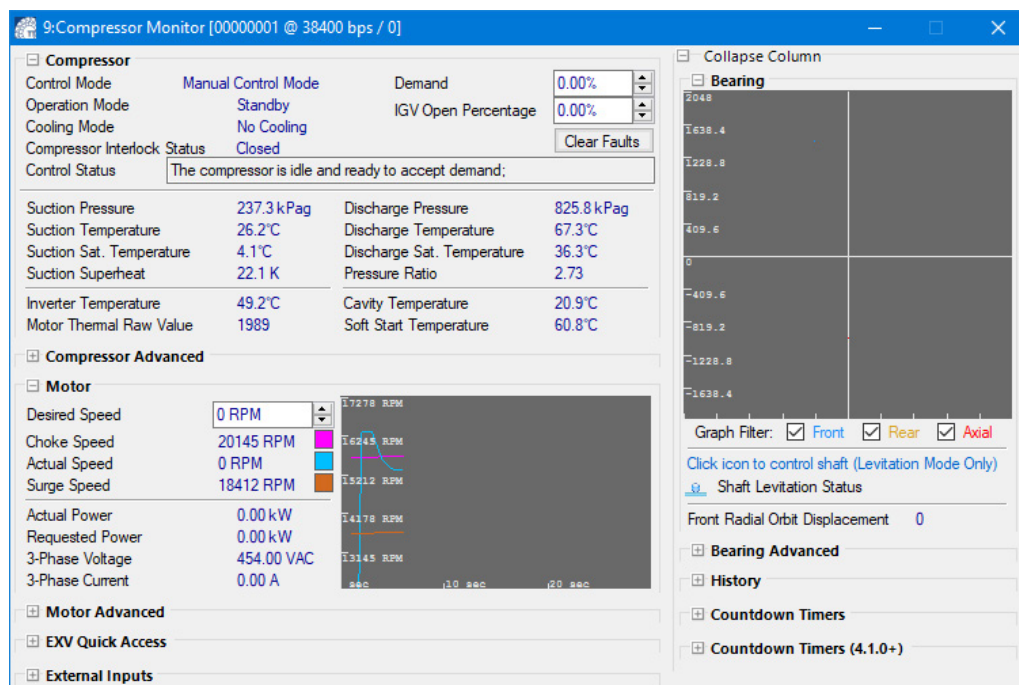 9:Compressor Monitor [00000001 @ 38400 bps / 0]
Compressor
Control Mode Manual Control Mode Demand 0.00%
Operation Mode Standby IGV Open Percentage 0.00%
Cooling Mode No Cooling
Compressor Interlock Status Closed Clear Faults
Control Status The compressor is idle and ready to accept demand;
Suction Pressure 237.3 kPag Discharge Pressure 825.8 kPag
Suction Temperature 26.2°C Discharge Temperature 67.3°C
Suction Sat. Temperature 4.1°C Discharge Sat. Temperature 36.3°C
Suction Superheat 22.1 K Pressure Ratio 2.73
Inverter Temperature 49.2°C Cavity Temperature 20.9°C
Motor Thermal Raw Value 1989 Soft Start Temperature 60.8°C
Compressor Advanced
Motor
Desired Speed 0 RPM
Choke Speed 20145 RPM
Actual Speed 0 RPM
Surge Speed 18412 RPM
Actual Power 0.00 kW
Requested Power 0.00 kW
3-Phase Voltage 454.00 VAC
3-Phase Current 0.00 A
17278 RPM
16245 RPM
15212 RPM
14178 RPM
13145 RPM
sec 10 sec 20 sec
Motor Advanced
EXV Quick Access
External Inputs
Collapse Column
Bearing
2048
1638.4
1228.8
819.2
409.6
0
-409.6
-819.2
-1228.8
-1638.4
Graph Filter: Front Rear Axial
Click icon to control shaft (Levitation Mode Only)
Shaft Levitation Status
Front Radial Orbit Displacement 0
Bearing Advanced
History
Countdown Timers
Countdown Timers (4.1.0+)